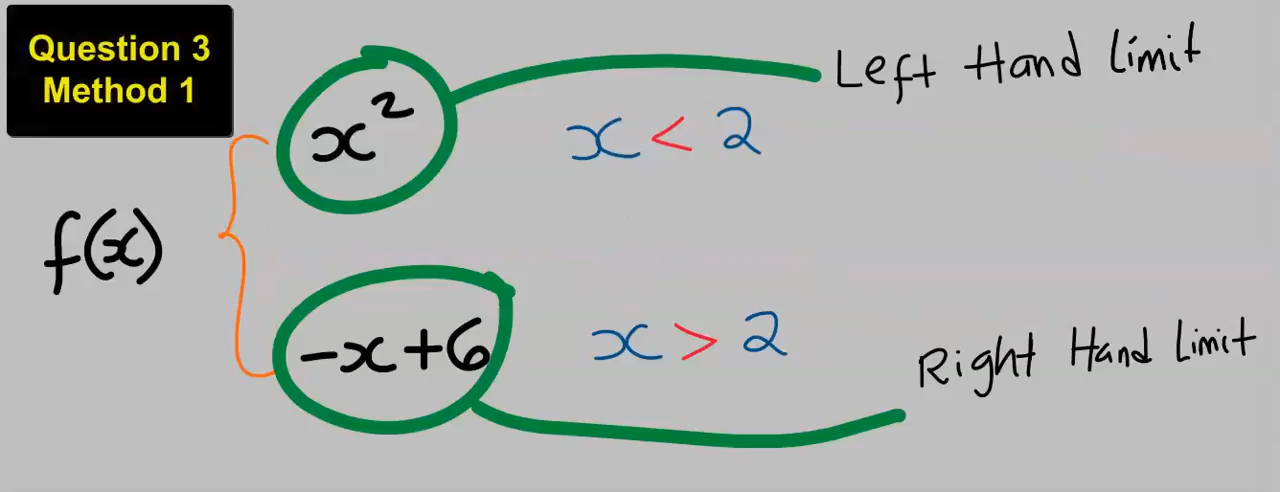 Question 3
Method 1
Left Hand Limit
x² x < 2
f(x)
-x+6 x > 2
Right Hand Limit